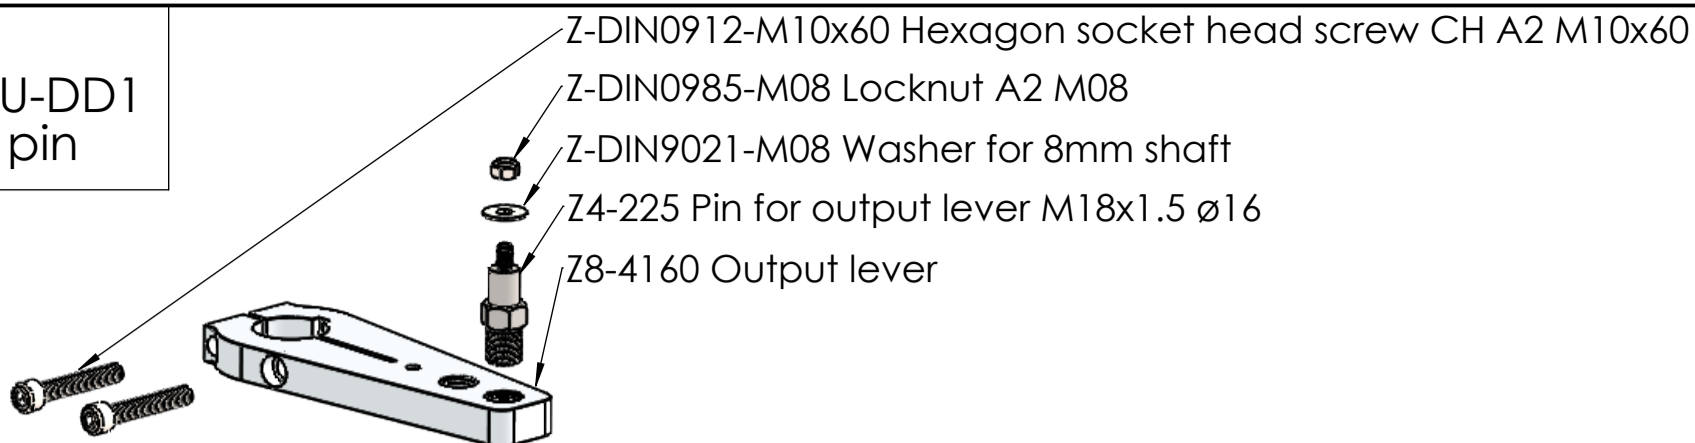 U-DD1
pin
Z-DIN0912-M10x60 Hexagon socket head screw CH A2 M10x60
Z-DIN0985-M08 Locknut A2 M08
Z-DIN9021-M08 Washer for 8mm shaft
Z4-225 Pin for output lever M18x1.5 ø16
Z8-4160 Output lever